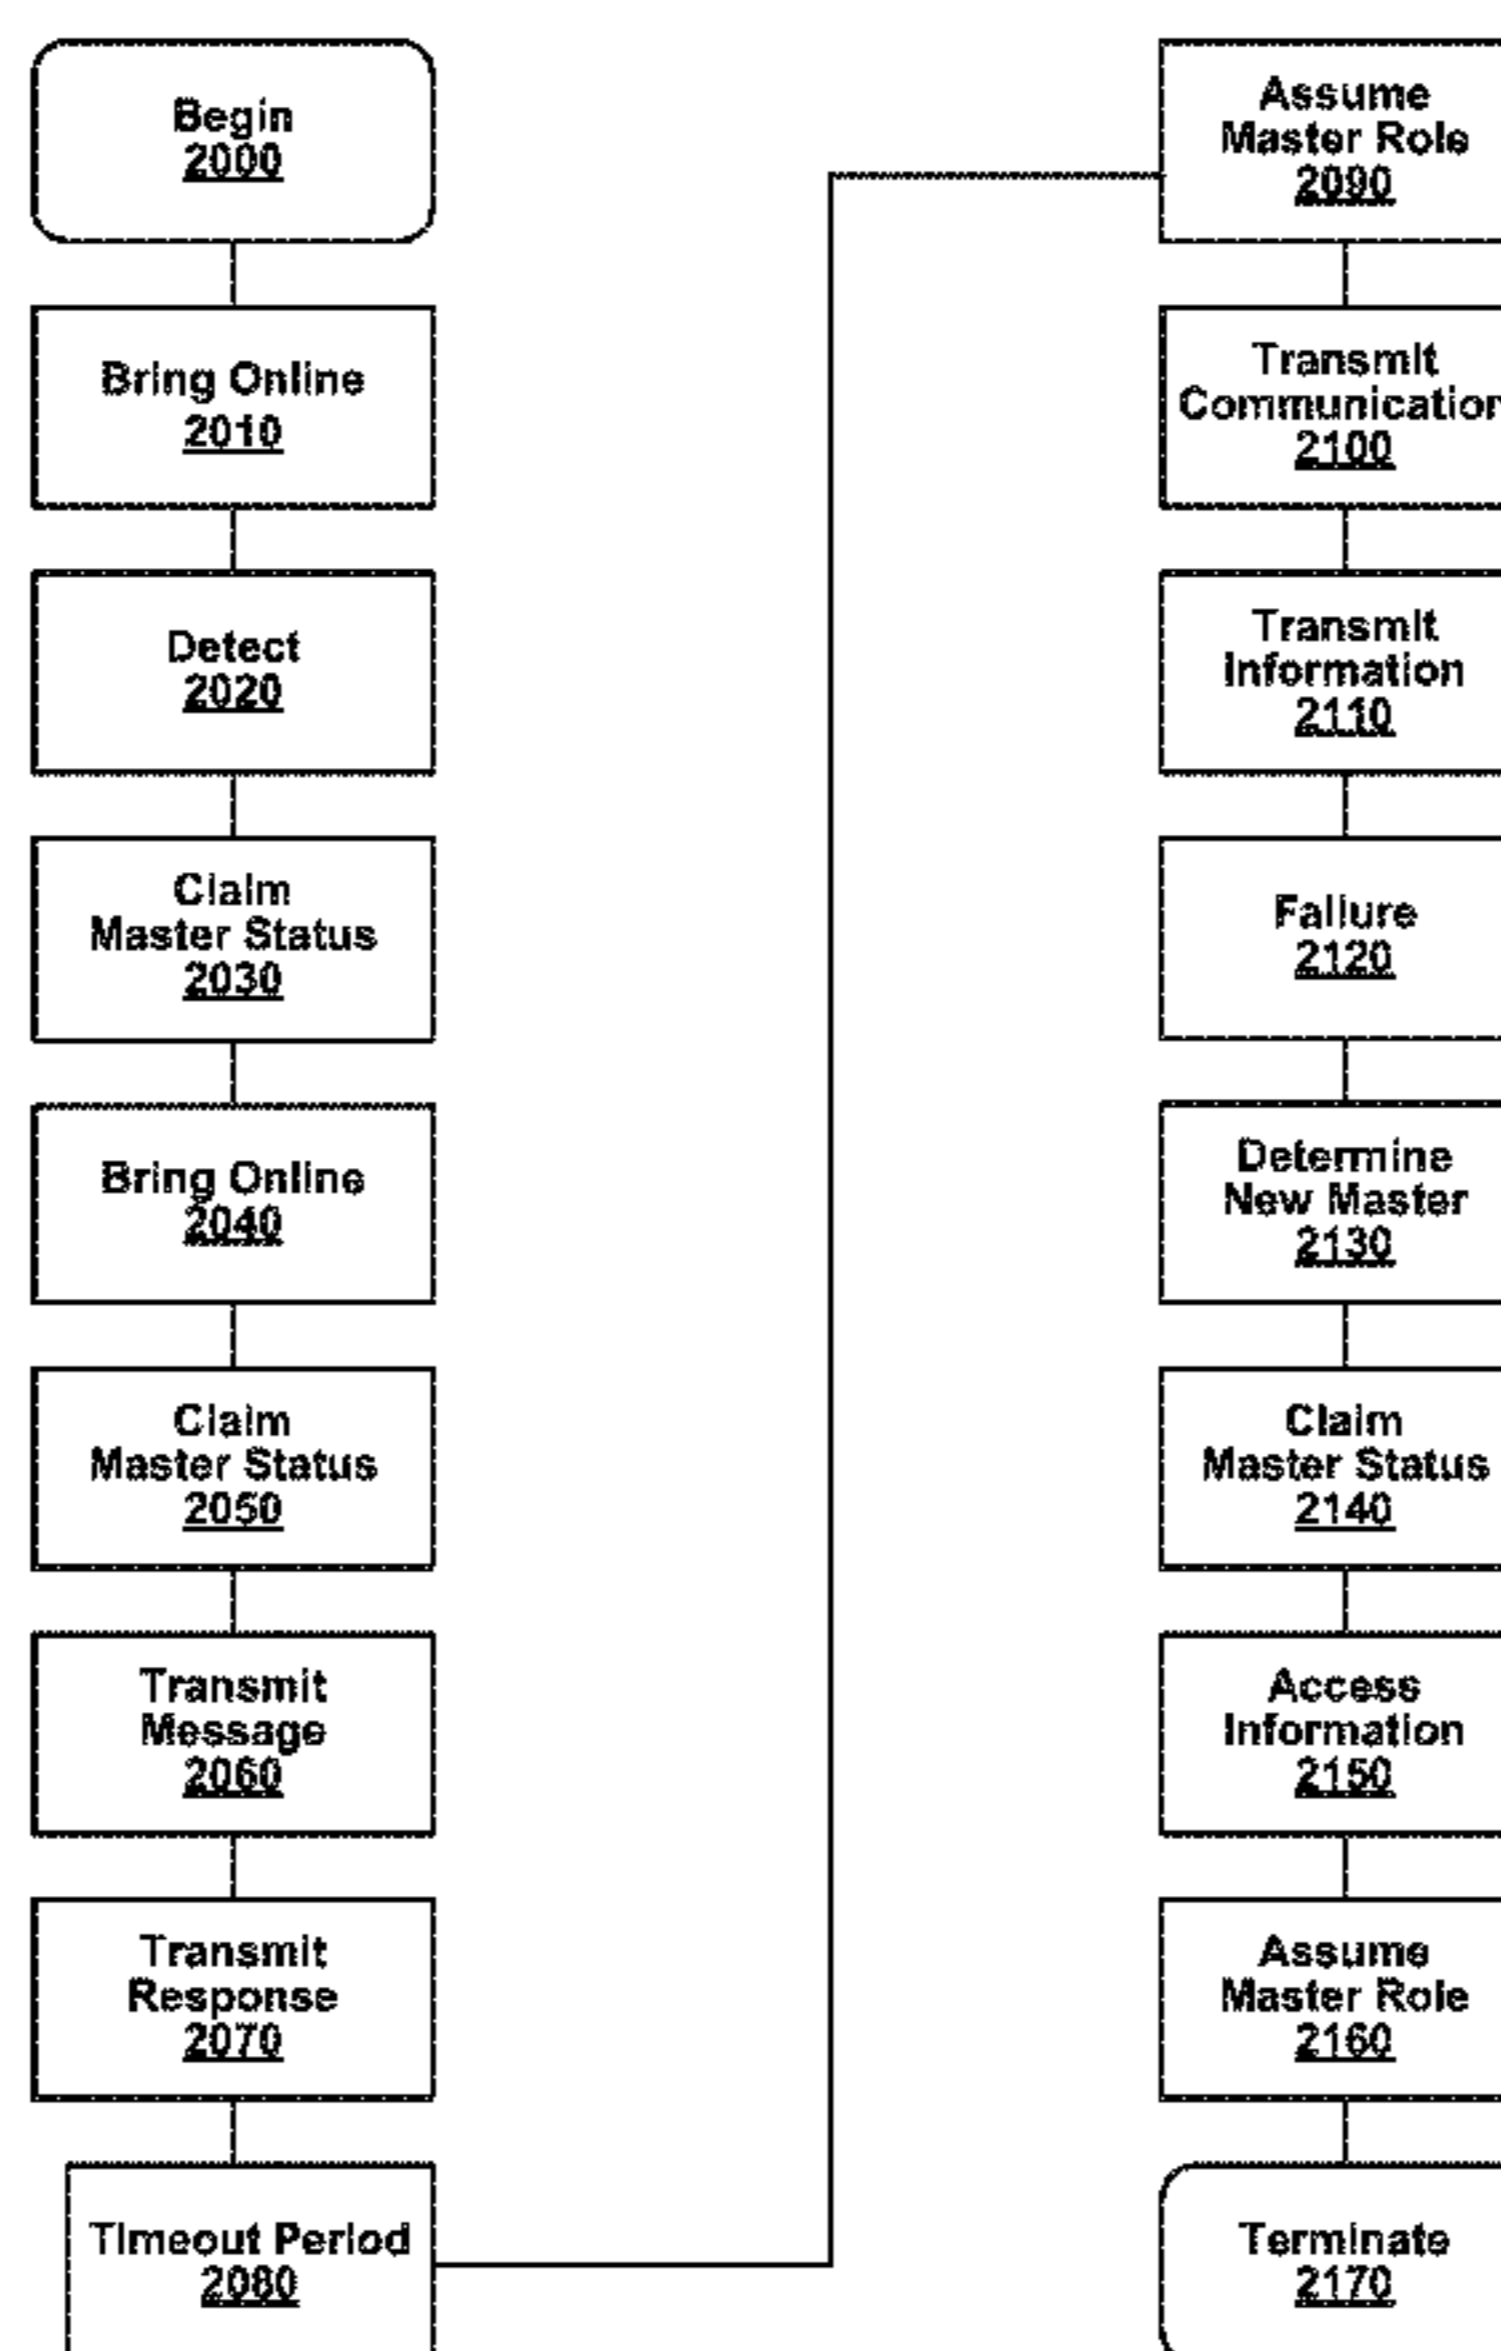 Begin
2000
Bring Online
2010
Detect
2020
Claim
Master Status
2030
Bring Online
2040
Claim
Master Status
2050
Transmit
Message
2060
Transmit
Response
2070
Timeout Period
2080
Assume
Master Role
2090
Transmit
Communication
2100
Transmit
Information
2110
Failure
2120
Determine
New Master
2130
Claim
Master Status
2140
Access
Information
2150
Assume
Master Role
2160
Terminate
2170